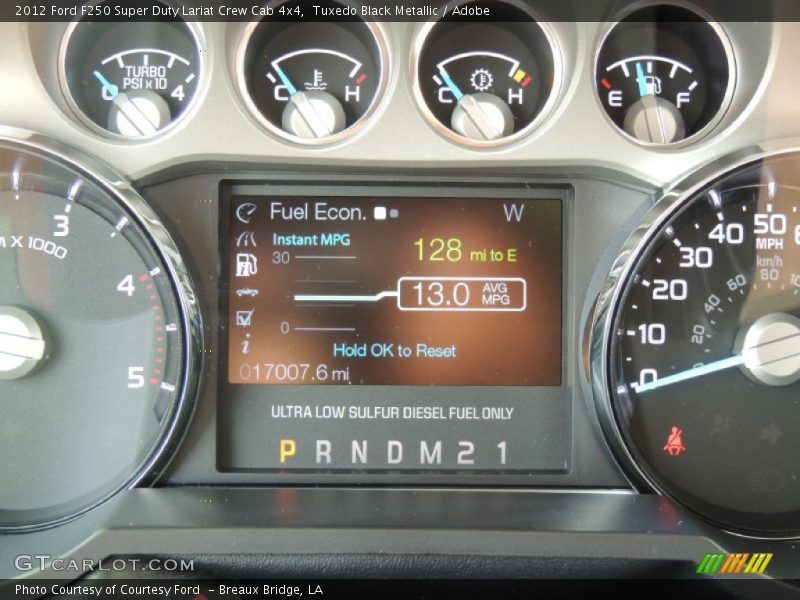 2012 Ford F250 Super Duty Lariat Crew Cab 4x4,  Tuxedo Black Metallic / Adobe
TURBO
PSI x 10
0 4
C H
C H
E F
3
M X 1000
4
5
Fuel Econ.
W
Instant MPG
30
128 mi to E
13.0 AVG MPG
0
Hold OK to Reset
017007.6 mi
ULTRA LOW SULFUR DIESEL FUEL ONLY
P R N D M 2 1
50
MPH
km/h
80
40
60
30
40
20
20
10
0
GTCARLOT.COM
Photo Courtesy of Courtesy Ford  - Breaux Bridge, LA